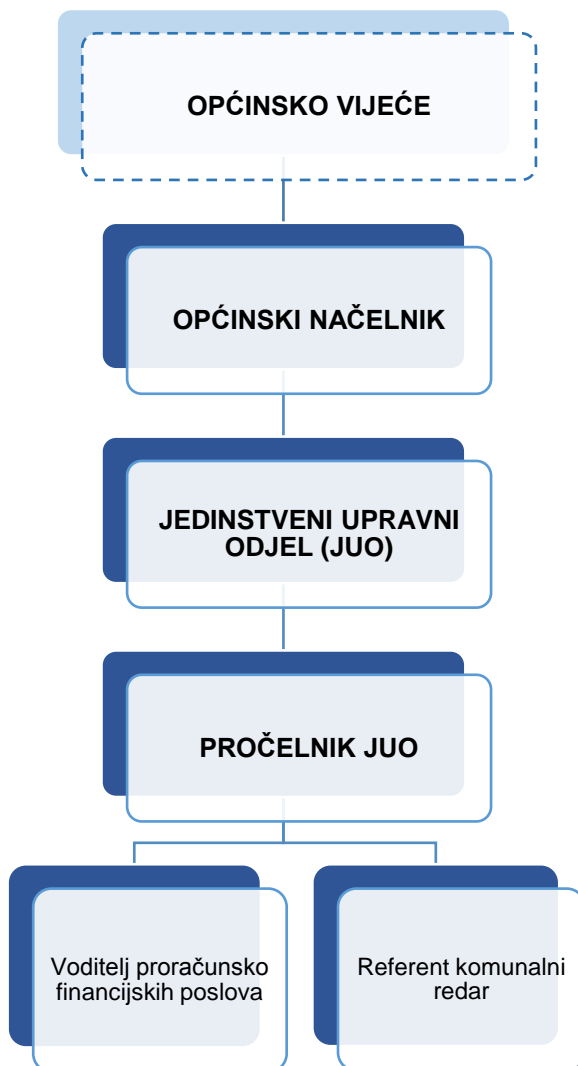 OPĆINSKO VIJEĆE
OPĆINSKI NAČELNIK
JEDINSTVENI UPRAVNI
ODJEL (JUO)
PROČELNIK JUO
Voditelj proračunsko
financijskih poslova
Referent komunalni
redar